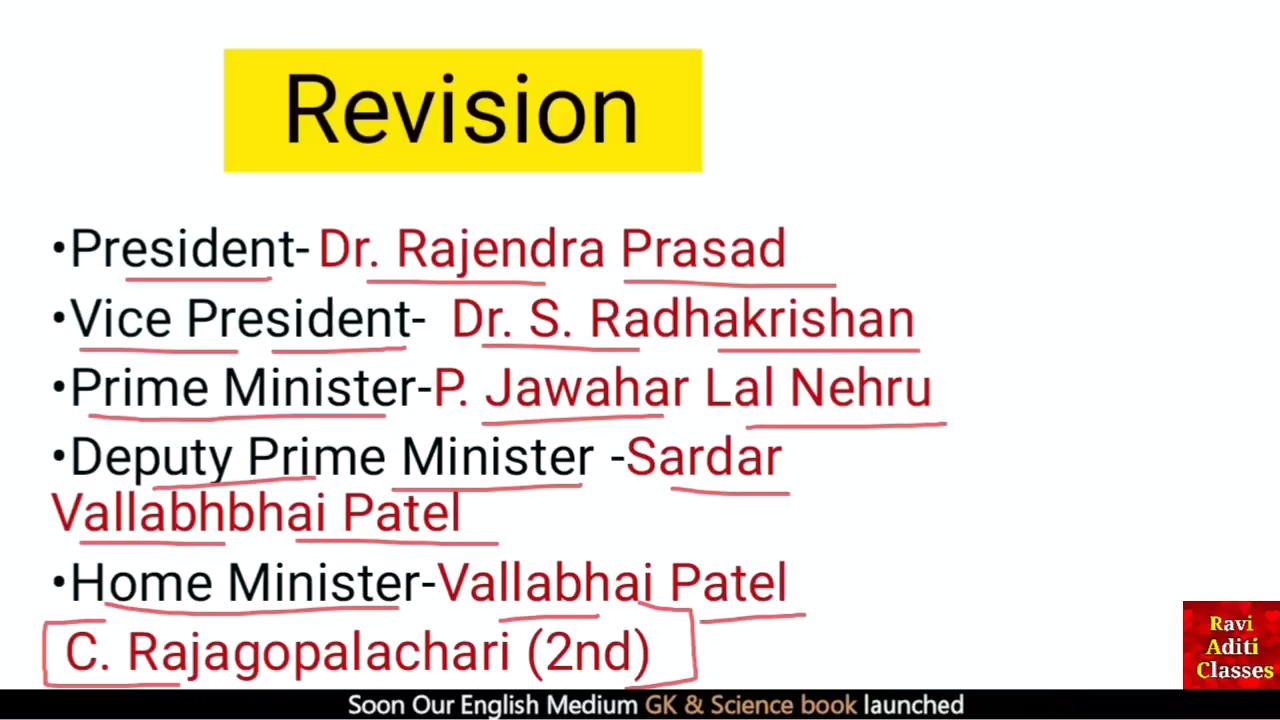 Revision
•President- Dr. Rajendra Prasad
•Vice President- Dr. S. Radhakrishan
•Prime Minister-P. Jawahar Lal Nehru
•Deputy Prime Minister -Sardar
Vallabhbhai Patel
•Home Minister-Vallabhai Patel
C. Rajagopalachari (2nd)
Ravi
Aditi
Classes
Soon Our English Medium GK & Science book launched